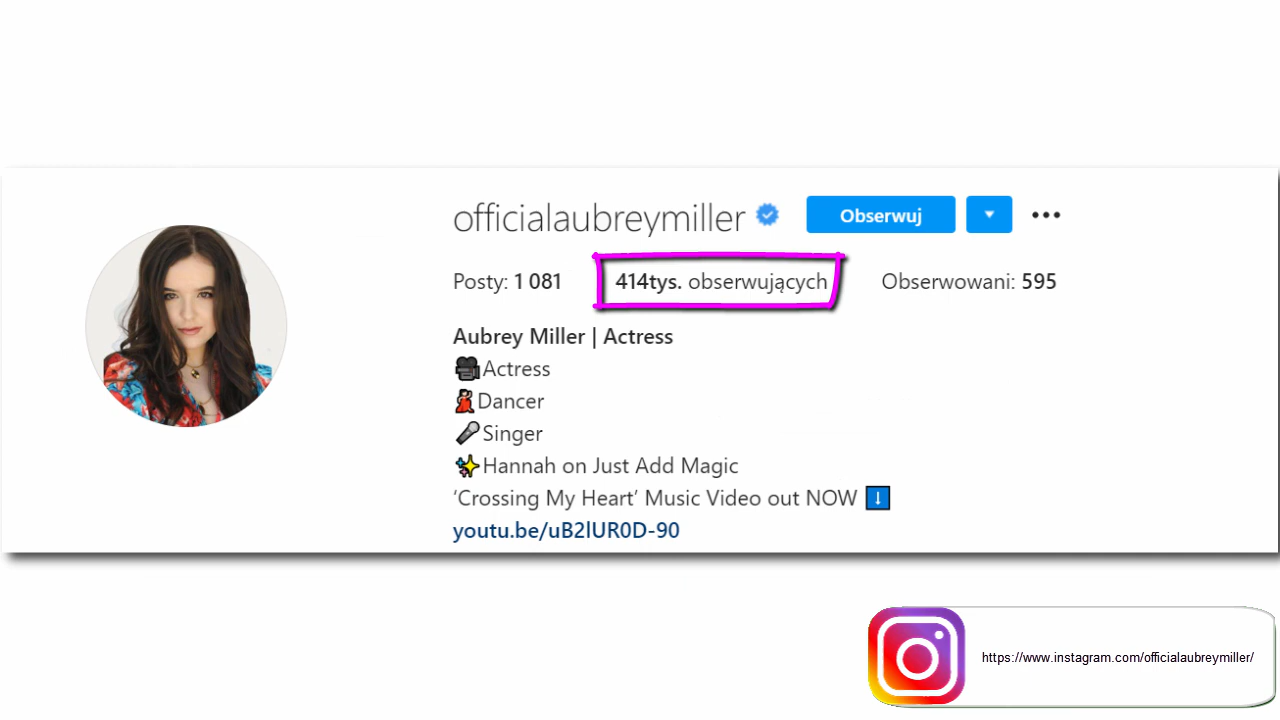 officialaubreymiller Obserwuj
Posty: 1 081 414tys. obserwujących Obserwowani: 595
Aubrey Miller | Actress
Actress
Dancer
Singer
Hannah on Just Add Magic
‘Crossing My Heart’ Music Video out NOW
youtu.be/uB2lUR0D-90
https://www.instagram.com/officialaubreymiller/